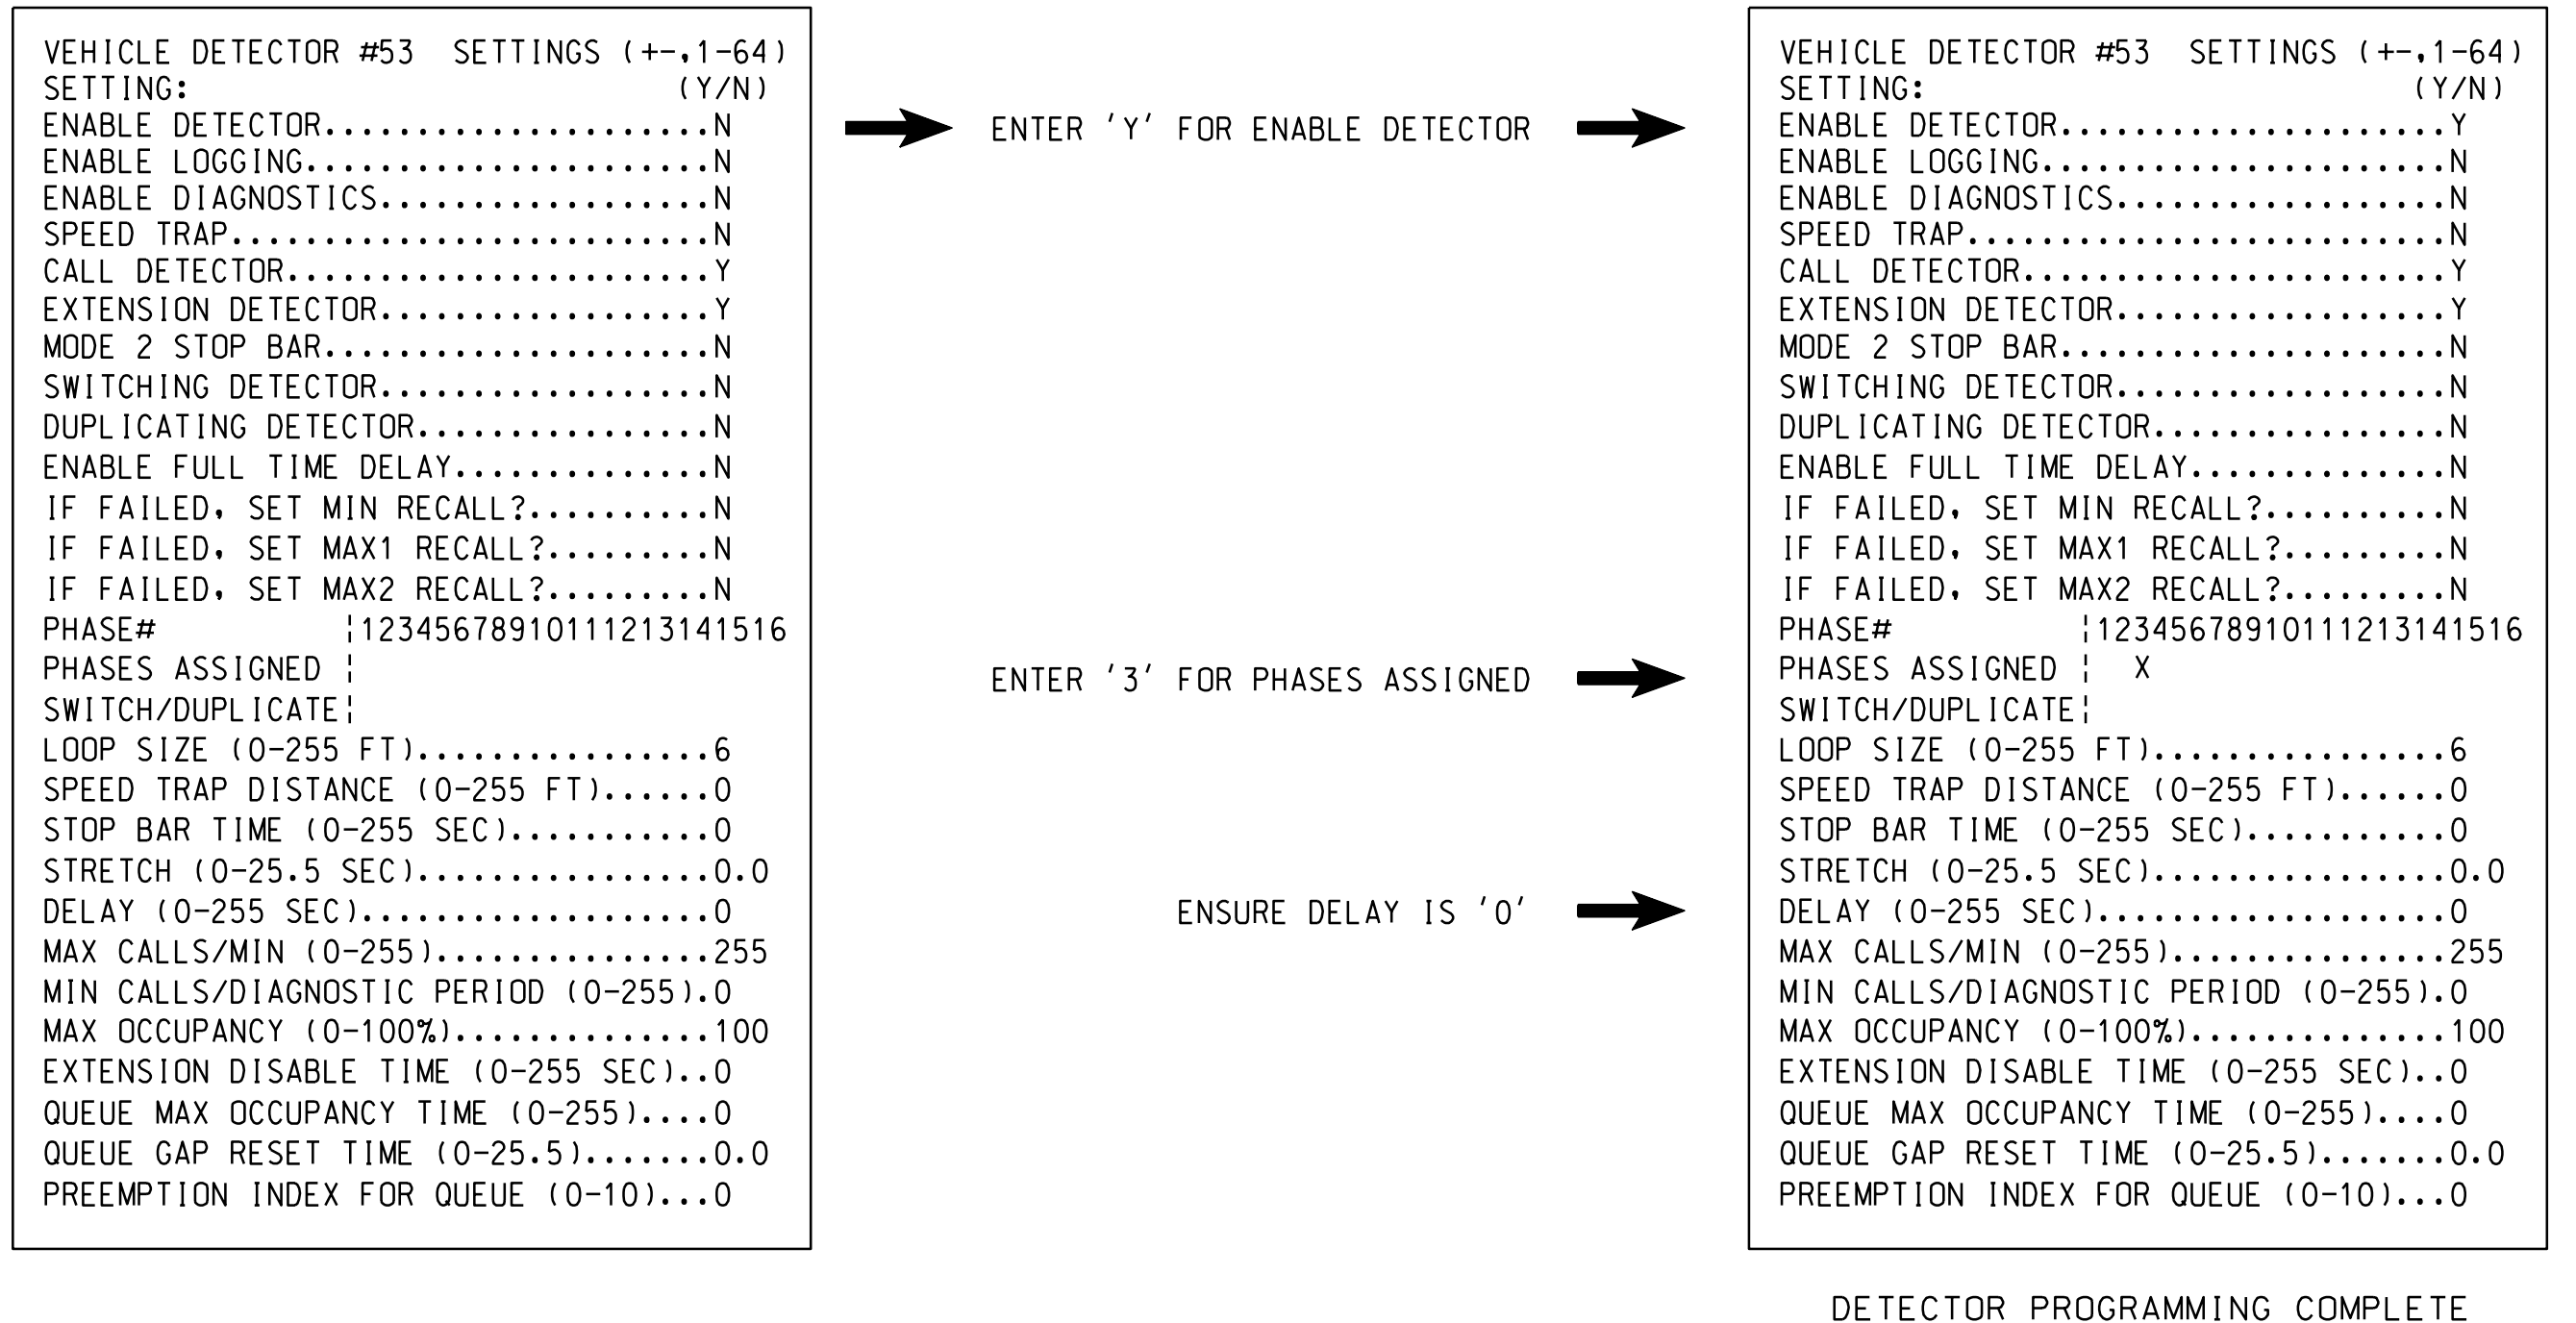 VEHICLE DETECTOR #53  SETTINGS (+-,1-64)
SETTING:                          (Y/N)
ENABLE DETECTOR.....................N
ENABLE LOGGING......................N
ENABLE DIAGNOSTICS..................N
SPEED TRAP..........................N
CALL DETECTOR.......................Y
EXTENSION DETECTOR..................Y
MODE 2 STOP BAR.....................N
SWITCHING DETECTOR..................N
DUPLICATING DETECTOR................N
ENABLE FULL TIME DELAY..............N
IF FAILED, SET MIN RECALL?..........N
IF FAILED, SET MAX1 RECALL?.........N
IF FAILED, SET MAX2 RECALL?.........N
PHASE#          |12345678910111213141516
PHASES ASSIGNED |
SWITCH/DUPLICATE|
LOOP SIZE (0-255 FT)................6
SPEED TRAP DISTANCE (0-255 FT)......0
STOP BAR TIME (0-255 SEC)...........0
STRETCH (0-25.5 SEC)................0.0
DELAY (0-255 SEC)...................0
MAX CALLS/MIN (0-255)...............255
MIN CALLS/DIAGNOSTIC PERIOD (0-255).0
MAX OCCUPANCY (0-100%)..............100
EXTENSION DISABLE TIME (0-255 SEC)..0
QUEUE MAX OCCUPANCY TIME (0-255)....0
QUEUE GAP RESET TIME (0-25.5).......0.0
PREEMPTION INDEX FOR QUEUE (0-10)...0
ENTER 'Y' FOR ENABLE DETECTOR
ENTER '3' FOR PHASES ASSIGNED
ENSURE DELAY IS '0'
VEHICLE DETECTOR #53  SETTINGS (+-,1-64)
SETTING:                          (Y/N)
ENABLE DETECTOR.....................Y
ENABLE LOGGING......................N
ENABLE DIAGNOSTICS..................N
SPEED TRAP..........................N
CALL DETECTOR.......................Y
EXTENSION DETECTOR..................Y
MODE 2 STOP BAR.....................N
SWITCHING DETECTOR..................N
DUPLICATING DETECTOR................N
ENABLE FULL TIME DELAY..............N
IF FAILED, SET MIN RECALL?..........N
IF FAILED, SET MAX1 RECALL?.........N
IF FAILED, SET MAX2 RECALL?.........N
PHASE#          |12345678910111213141516
PHASES ASSIGNED |  X
SWITCH/DUPLICATE|
LOOP SIZE (0-255 FT)................6
SPEED TRAP DISTANCE (0-255 FT)......0
STOP BAR TIME (0-255 SEC)...........0
STRETCH (0-25.5 SEC)................0.0
DELAY (0-255 SEC)...................0
MAX CALLS/MIN (0-255)...............255
MIN CALLS/DIAGNOSTIC PERIOD (0-255).0
MAX OCCUPANCY (0-100%)..............100
EXTENSION DISABLE TIME (0-255 SEC)..0
QUEUE MAX OCCUPANCY TIME (0-255)....0
QUEUE GAP RESET TIME (0-25.5).......0.0
PREEMPTION INDEX FOR QUEUE (0-10)...0
DETECTOR PROGRAMMING COMPLETE